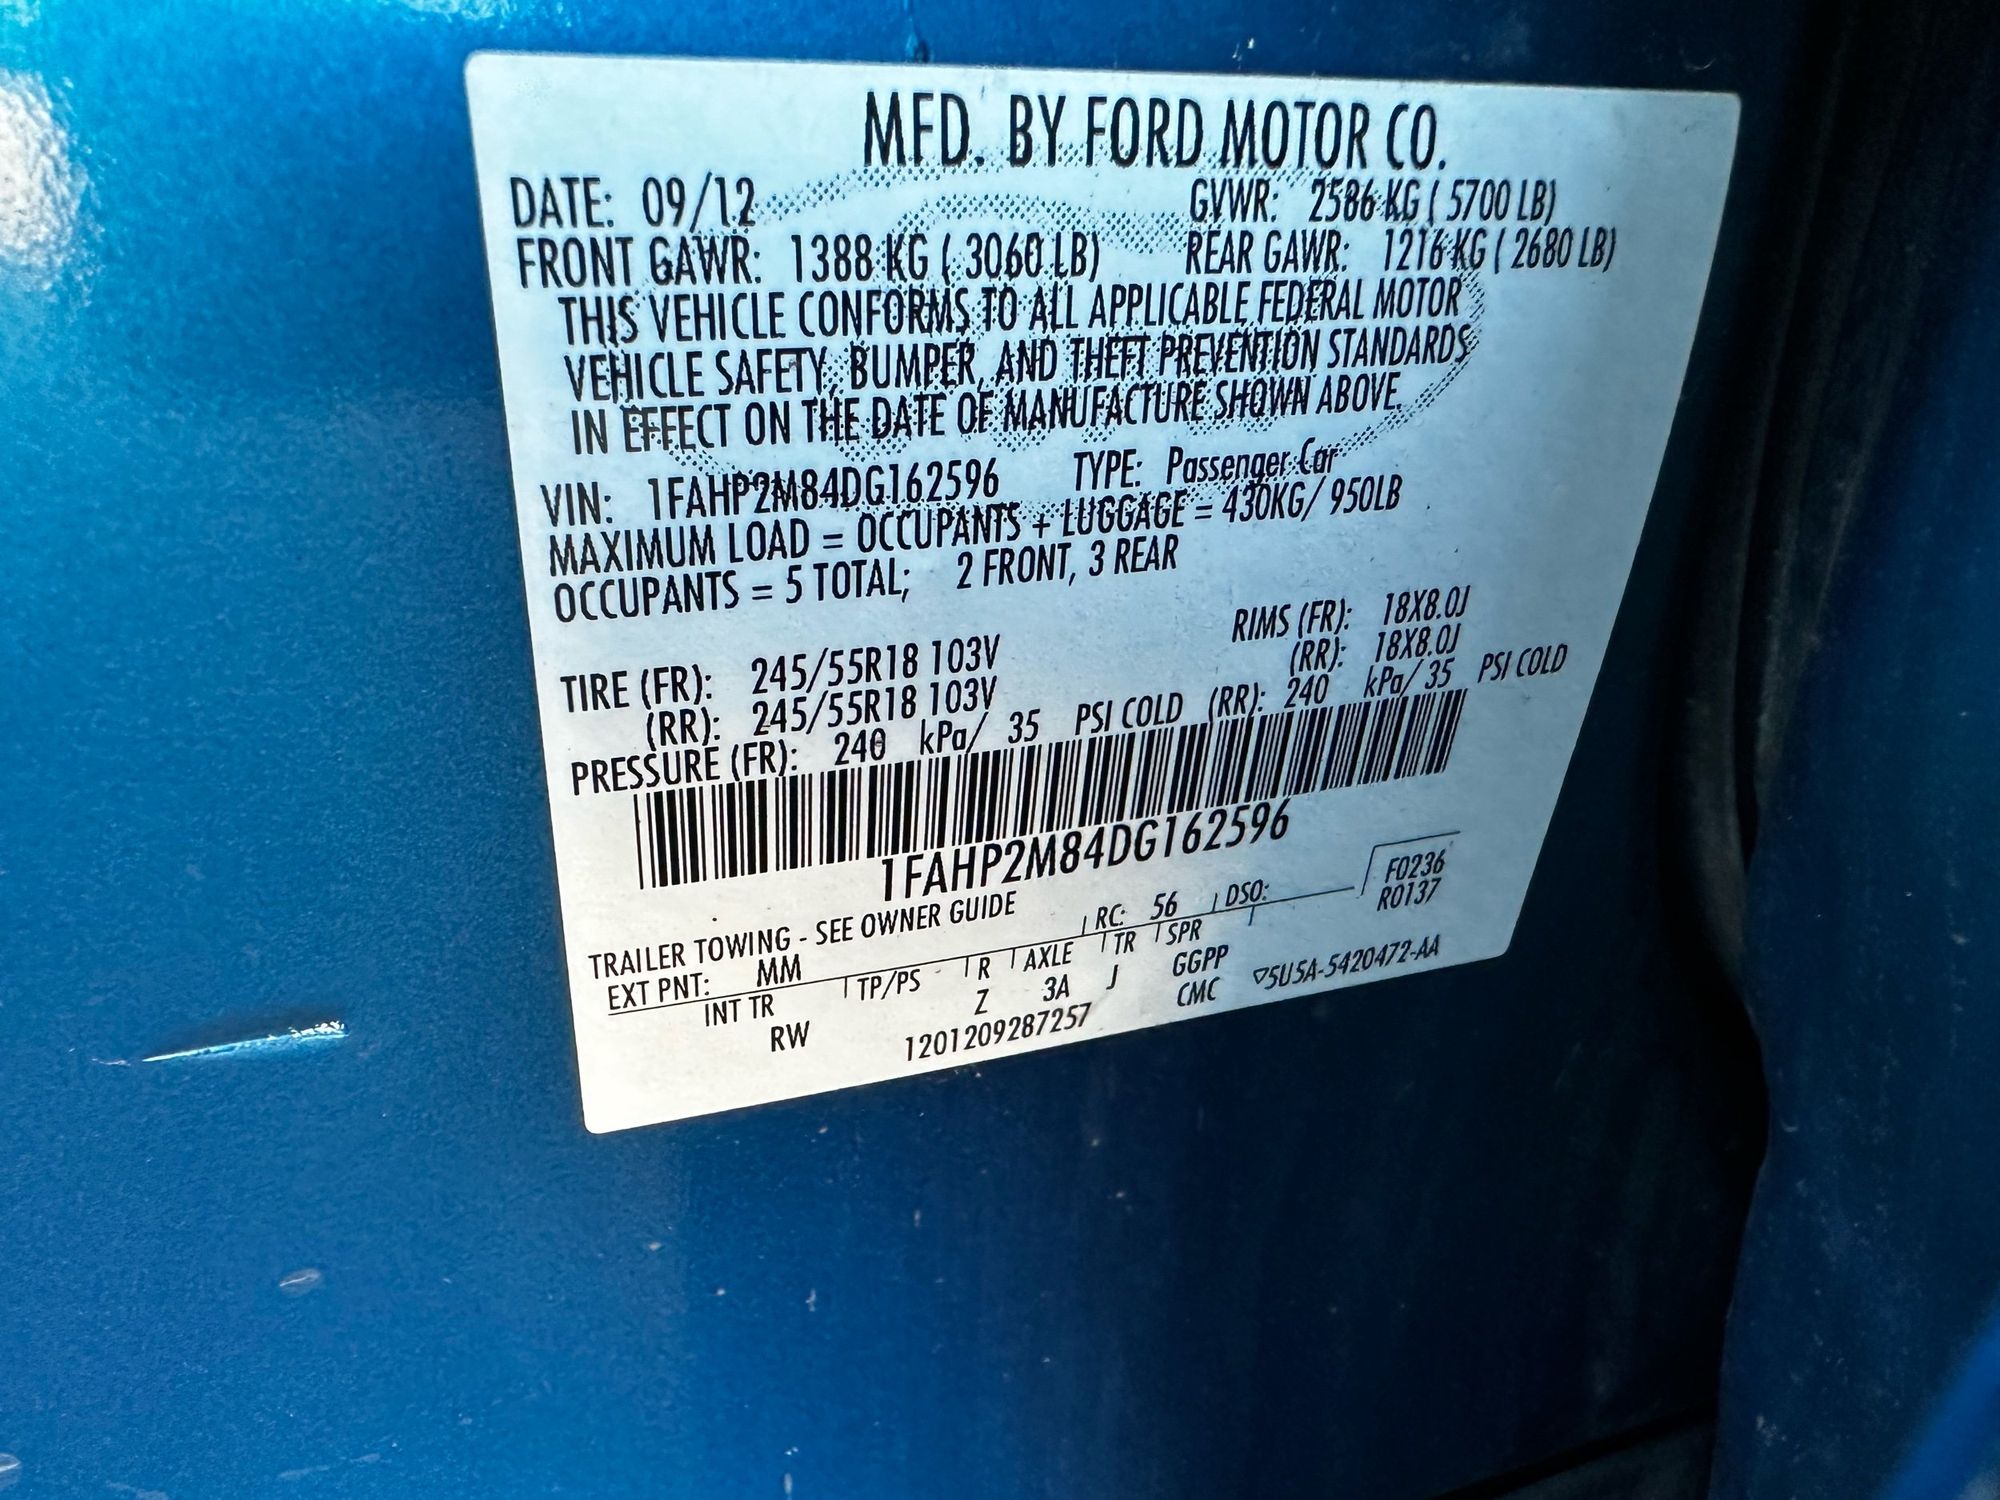 MFD. BY FORD MOTOR CO.
DATE: 09/12 GVWR: 2586 KG ( 5700 LB)
FRONT GAWR: 1388 KG ( 3060 LB) REAR GAWR: 1216 KG ( 2680 LB)
THIS VEHICLE CONFORMS TO ALL APPLICABLE FEDERAL MOTOR
VEHICLE SAFETY, BUMPER, AND THEFT PREVENTION STANDARDS
IN EFFECT ON THE DATE OF MANUFACTURE SHOWN ABOVE.
VIN: 1FAHP2M84DG162596 TYPE: Passenger Car
MAXIMUM LOAD = OCCUPANTS + LUGGAGE = 430KG/ 950LB
OCCUPANTS = 5 TOTAL; 2 FRONT, 3 REAR
TIRE (FR): 245/55R18 103V RIMS (FR): 18X8.0J
(RR): 245/55R18 103V (RR): 18X8.0J
PRESSURE (FR): 240 kPa/ 35 PSI COLD (RR): 240 kPa/ 35 PSI COLD
1FAHP2M84DG162596
TRAILER TOWING - SEE OWNER GUIDE
EXT PNT: MM RC: 56 DSO: F0236
R0137
INT TR TP/PS R AXLE TR SPR
RW Z 3A J GGPP
CMC
1201209287257 ▽5U5A-5420472-AA